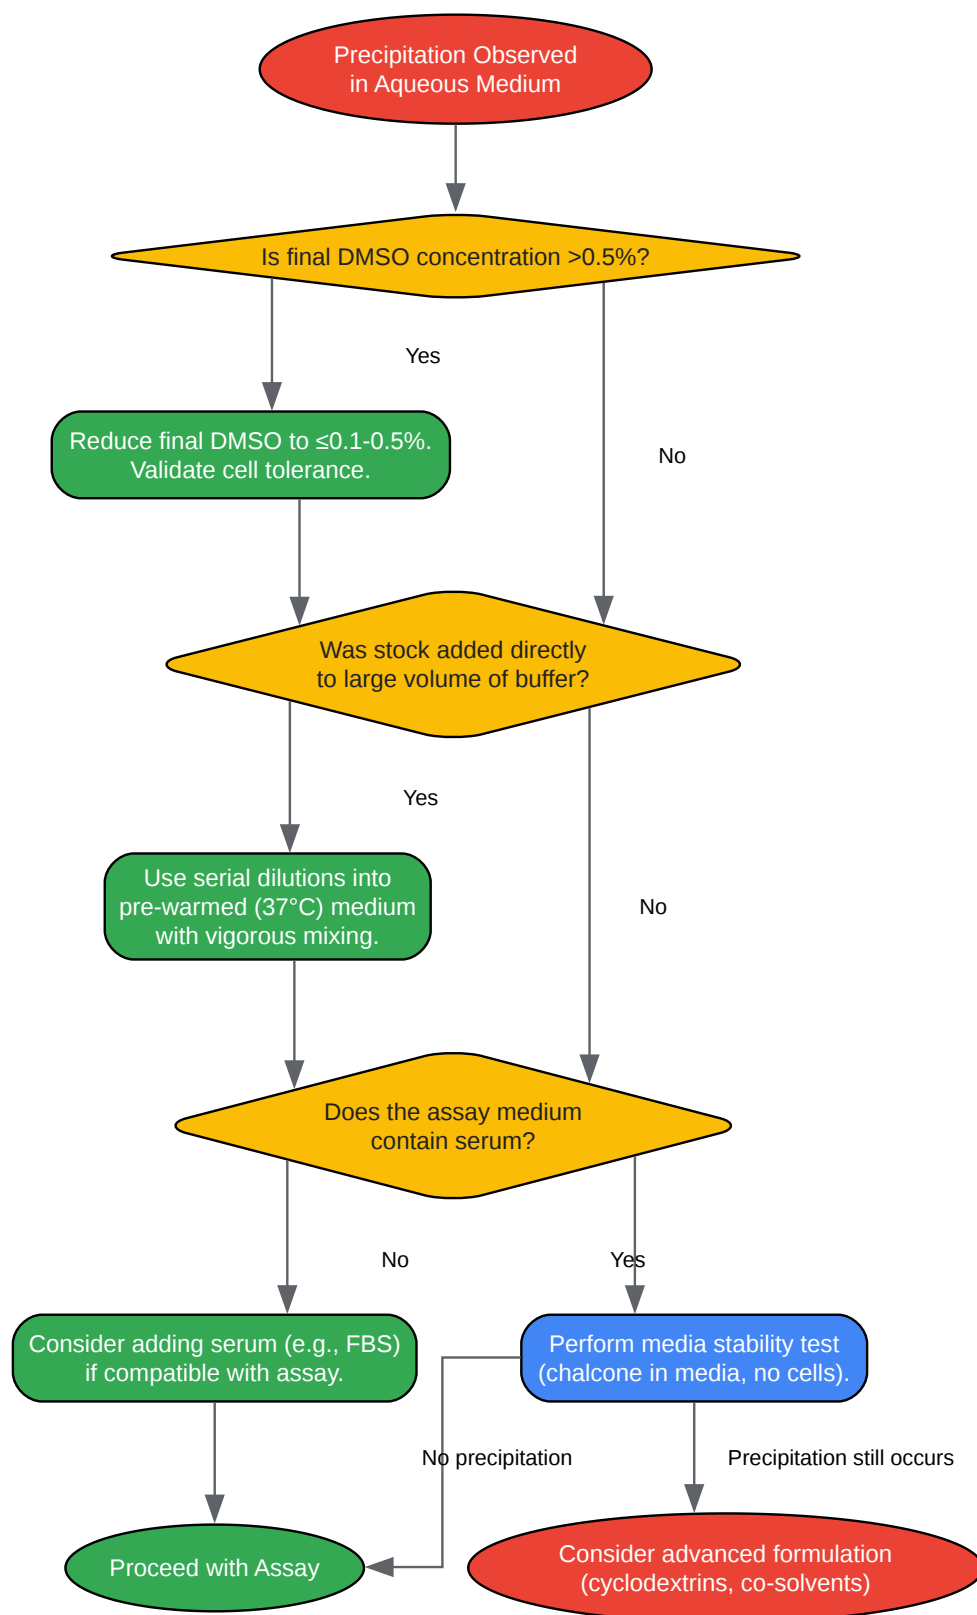 Precipitation Observed
in Aqueous Medium
Is final DMSO concentration >0.5%?
Yes
Reduce final DMSO to ≤0.1-0.5%.
Validate cell tolerance.
No
Was stock added directly
to large volume of buffer?
Yes
Use serial dilutions into
pre-warmed (37°C) medium
with vigorous mixing.
No
Does the assay medium
contain serum?
No
Yes
Consider adding serum (e.g., FBS)
if compatible with assay.
Perform media stability test
(chalcone in media, no cells).
No precipitation
Precipitation still occurs
Proceed with Assay
Consider advanced formulation
(cyclodextrins, co-solvents)